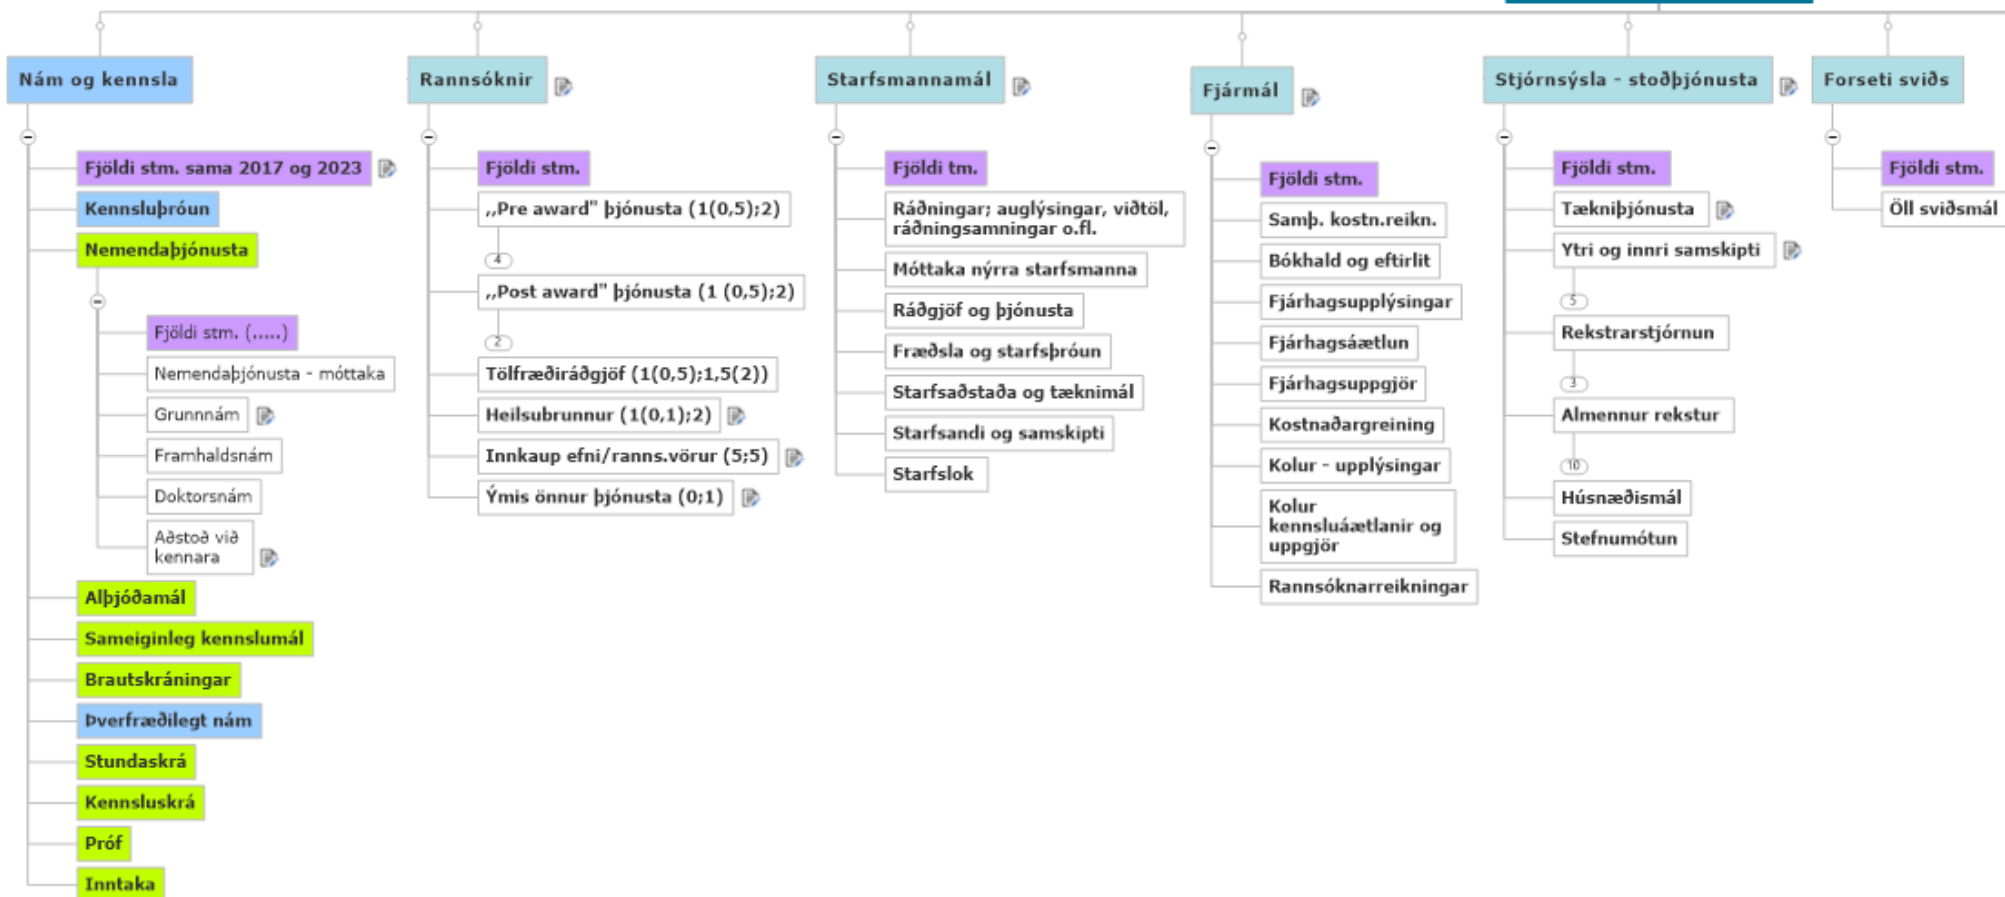 Nám og kennsla
Fjöldi stm. sama 2017 og 2023
Kennsluþróun
Nemendaþjónusta
Fjöldi stm. (.....)
Nemendaþjónusta - móttaka
Grunnnám
Framhaldsnám
Doktorsnám
Aðstoð við
kennara
Alþjóðamál
Sameiginleg kennslumál
Brautskráningar
Þverfræðilegt nám
Stundaskrá
Kennsluskrá
Próf
Inntaka
Rannsóknir
Fjöldi stm.
,,Pre award" þjónusta (1(0,5);2)
4
,,Post award" þjónusta (1 (0,5);2)
2
Tölfræðiráðgjöf (1(0,5);1,5(2))
Heilsubrunnur (1(0,1);2)
Innkaup efni/ranns.vörur (5;5)
Ýmis önnur þjónusta (0;1)
Starfsmannamál
Fjöldi tm.
Ráðningar; auglýsingar, viðtöl,
ráðningsamningar o.fl.
Móttaka nýrra starfsmanna
Ráðgjöf og þjónusta
Fræðsla og starfsþróun
Starfsaðstaða og tæknimál
Starfsandi og samskipti
Starfslok
Fjármál
Fjöldi stm.
Samþ. kostn.reikn.
Bókhald og eftirlit
Fjárhagsupplýsingar
Fjárhagsáætlun
Fjárhagsuppgjör
Kostnaðargreining
Kolur - upplýsingar
Kolur
kennsluáætlanir og
uppgjör
Rannsóknarreikningar
Stjórnsýsla - stoðþjónusta
Fjöldi stm.
Tækniþjónusta
Ytri og innri samskipti
5
Rekstrarstjórnun
3
Almennur rekstur
10
Húsnæðismál
Stefnumótun
Forseti sviðs
Fjöldi stm.
Öll sviðsmál